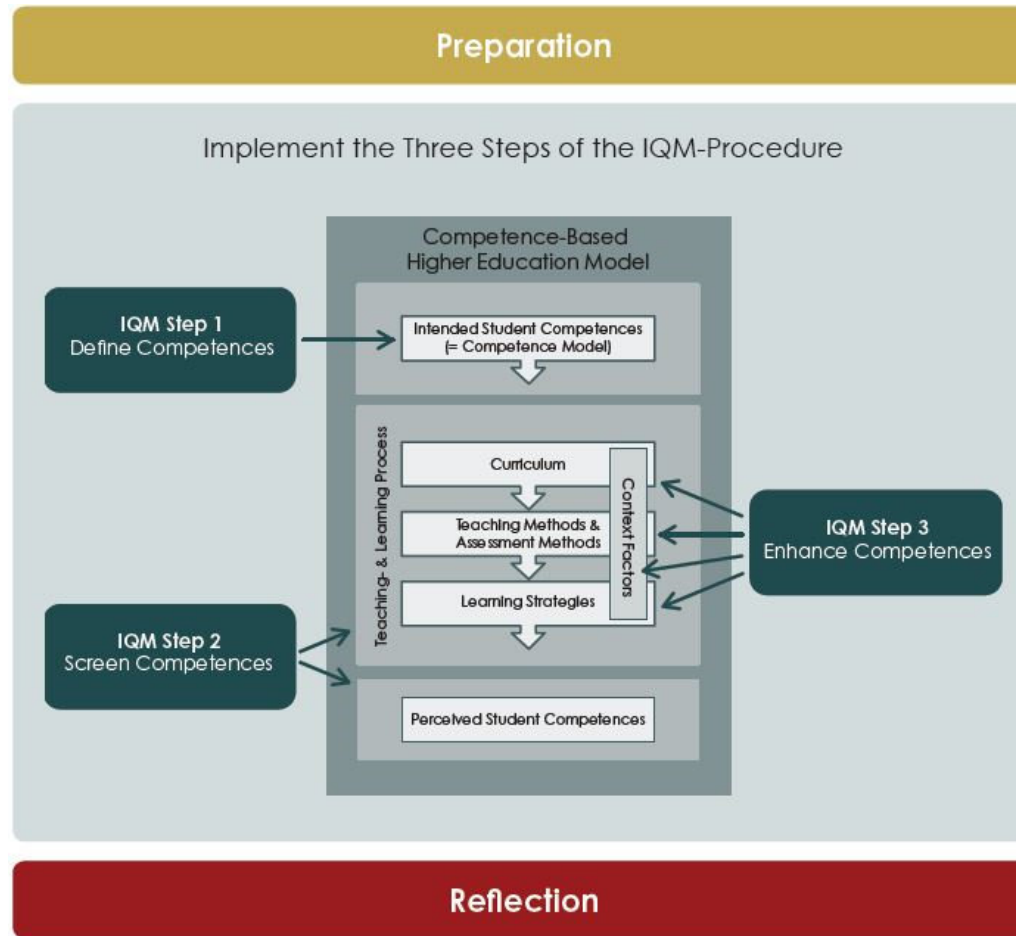 Preparation
Implement the Three Steps of the IQM-Procedure
Competence-Based
Higher Education Model
IQM Step 1
Define Competences
Intended Student Competences
(= Competence Model)
Teaching- & Learning Process
Curriculum
Teaching Methods &
Assessment Methods
Learning Strategies
Context Factors
IQM Step 3
Enhance Competences
IQM Step 2
Screen Competences
Perceived Student Competences
Reflection